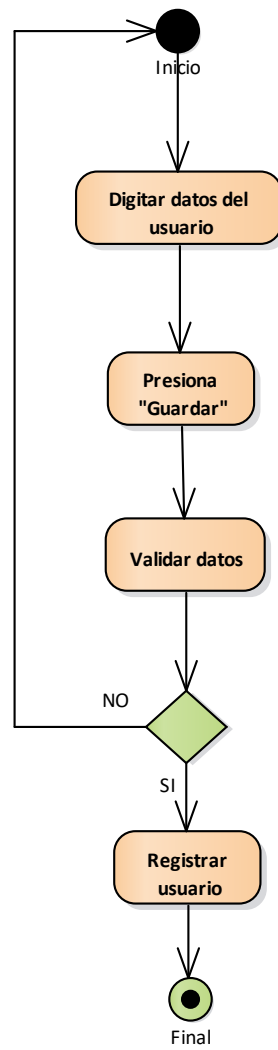 Inicio
Digitar datos del
usuario
Presiona
"Guardar"
Validar datos
NO
SI
Registrar
usuario
Final